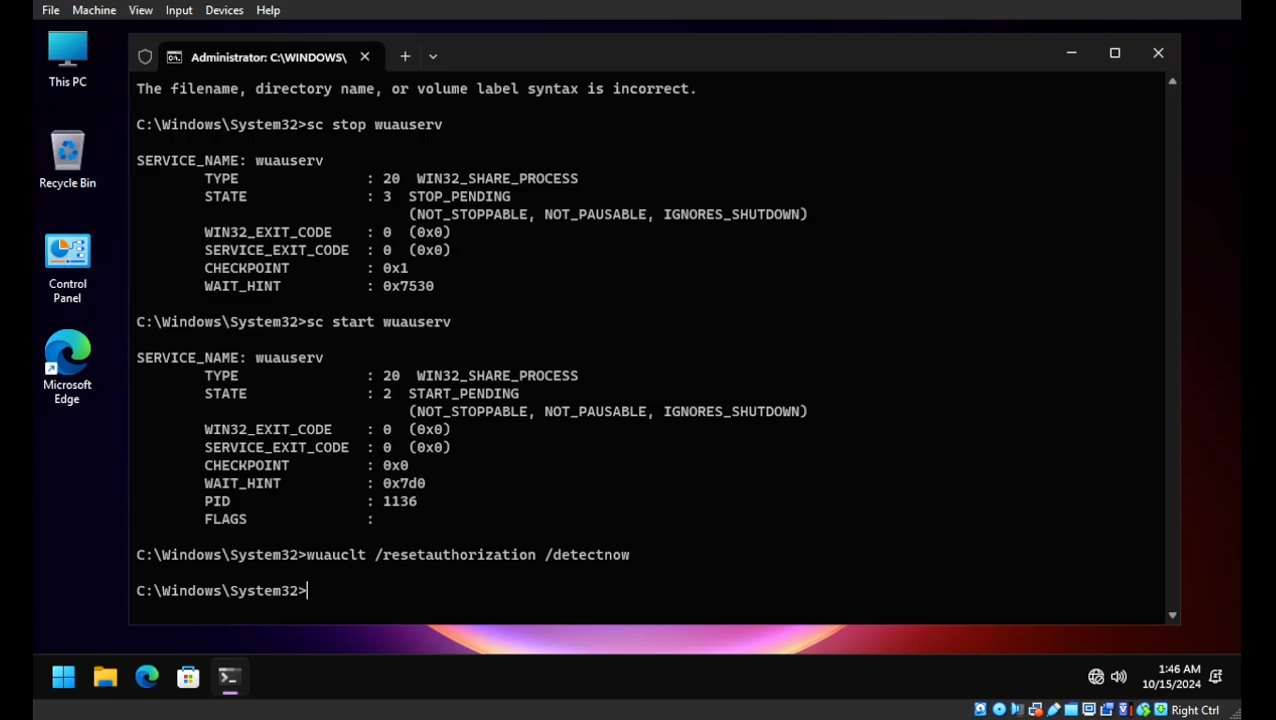 File Machine View Input Devices Help
This PC
Recycle Bin
Control
Panel
Microsoft
Edge
Administrator: C:\WINDOWS\
The filename, directory name, or volume label syntax is incorrect.
C:\Windows\System32>sc stop wuauserv
SERVICE_NAME: wuauserv
TYPE : 20 WIN32_SHARE_PROCESS
STATE : 3 STOP_PENDING
(NOT_STOPPABLE, NOT_PAUSABLE, IGNORES_SHUTDOWN)
WIN32_EXIT_CODE : 0 (0x0)
SERVICE_EXIT_CODE : 0 (0x0)
CHECKPOINT : 0x1
WAIT_HINT : 0x7530
C:\Windows\System32>sc start wuauserv
SERVICE_NAME: wuauserv
TYPE : 20 WIN32_SHARE_PROCESS
STATE : 2 START_PENDING
(NOT_STOPPABLE, NOT_PAUSABLE, IGNORES_SHUTDOWN)
WIN32_EXIT_CODE : 0 (0x0)
SERVICE_EXIT_CODE : 0 (0x0)
CHECKPOINT : 0x0
WAIT_HINT : 0x7d0
PID : 1136
FLAGS :
C:\Windows\System32>wuauclt /resetauthorization /detectnow
C:\Windows\System32>
1:46 AM
10/15/2024
Right Ctrl